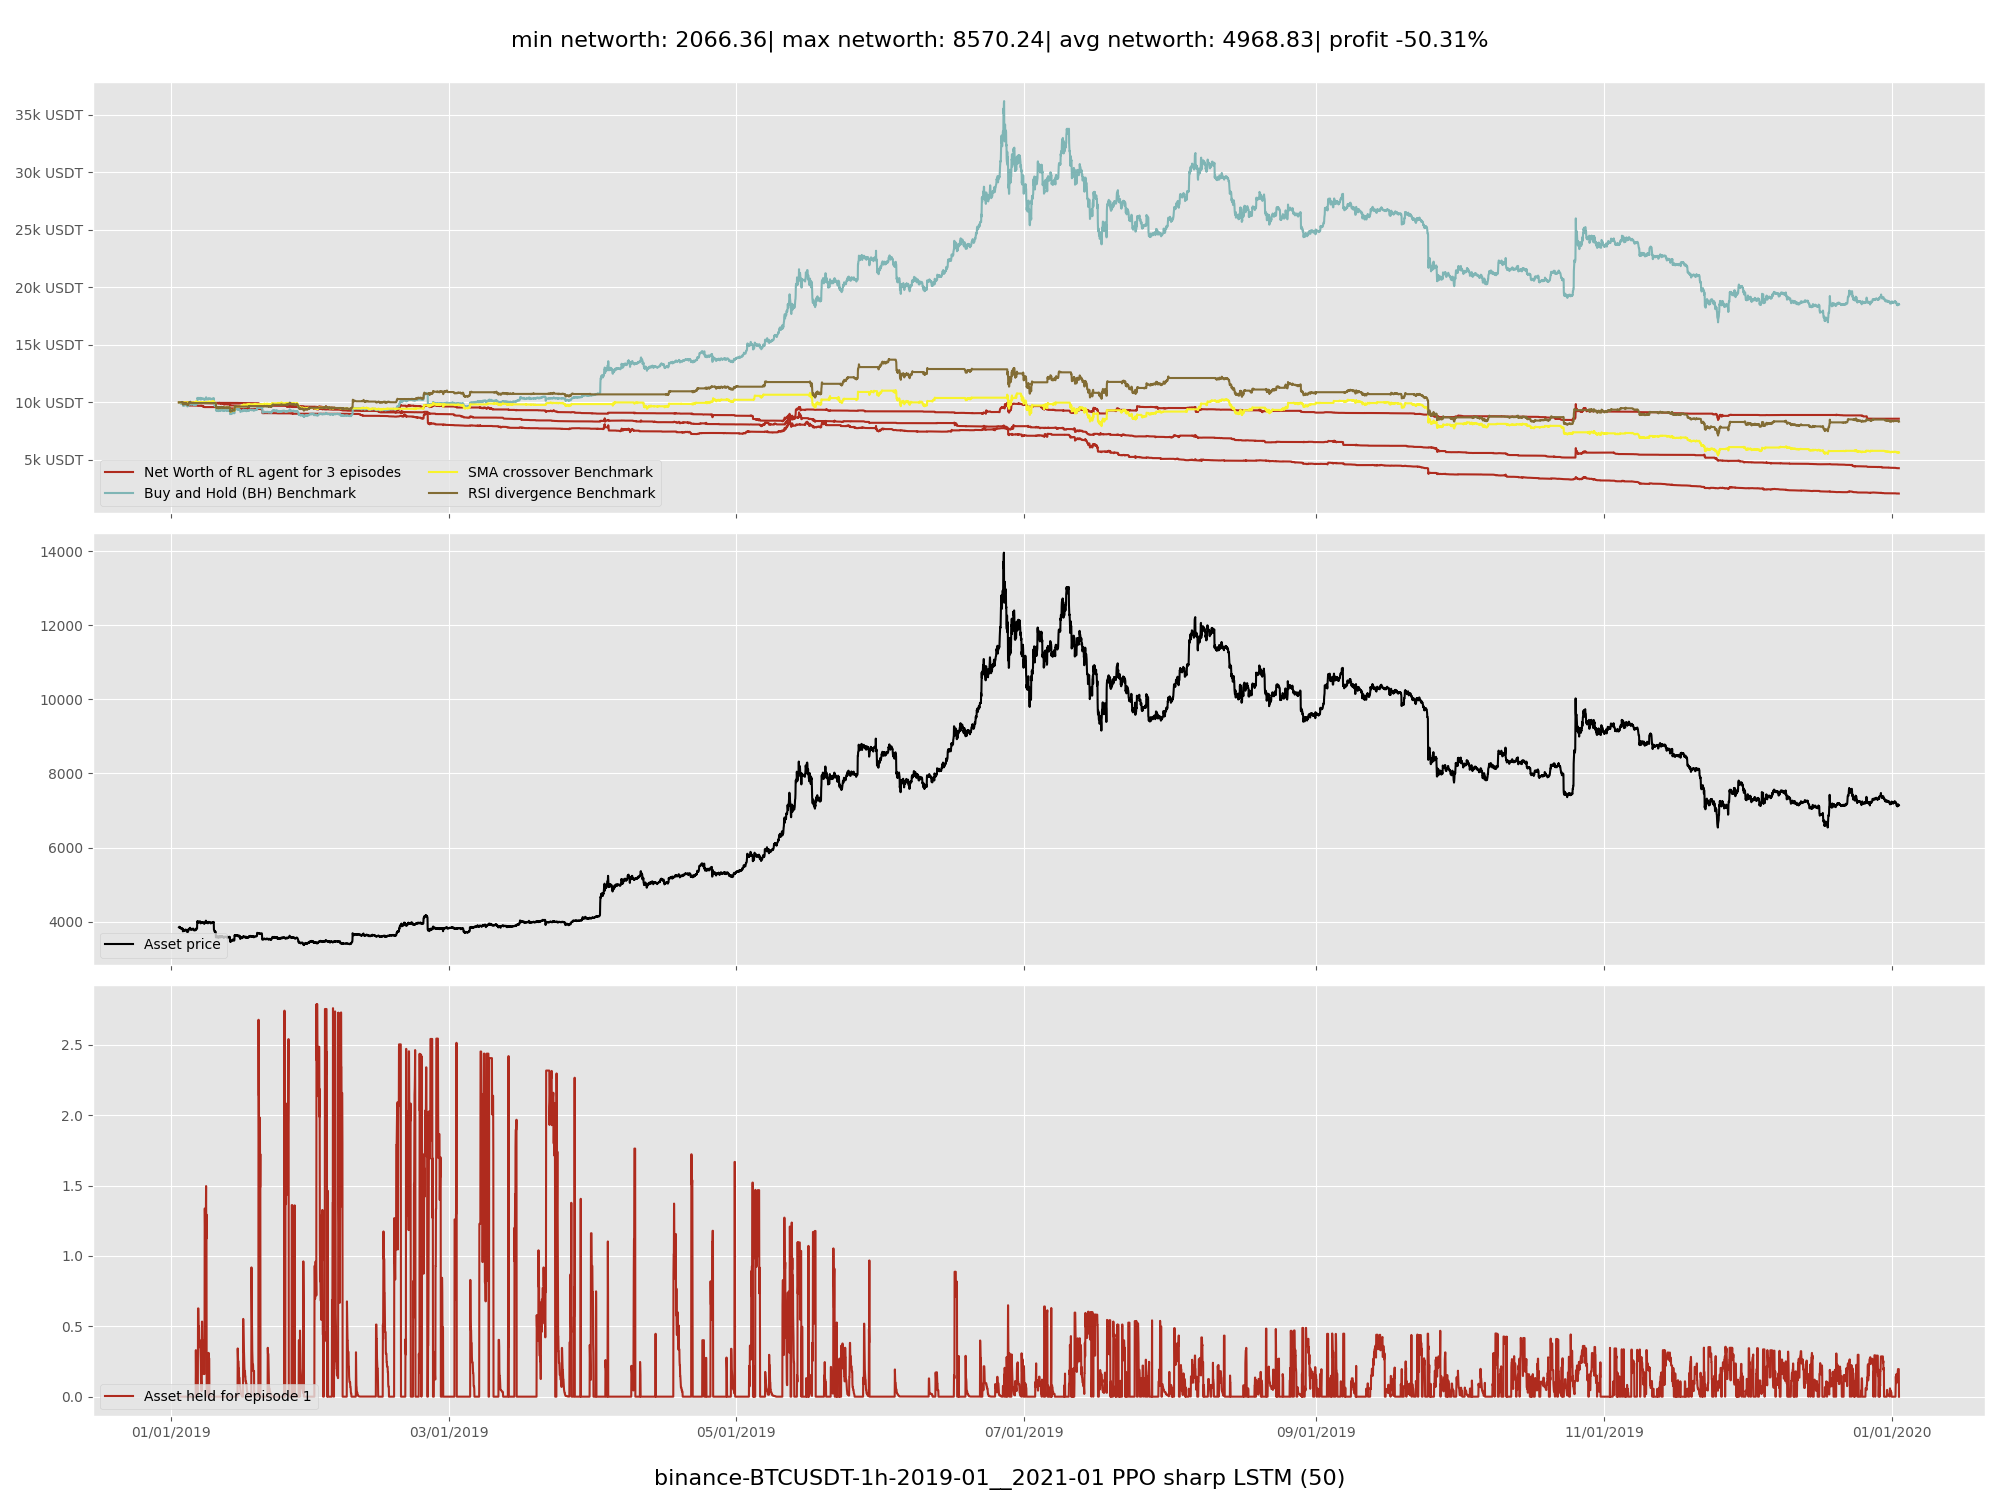 min networth: 2066.36| max networth: 8570.24| avg networth: 4968.83| profit -50.31%
35k USDT
30k USDT
25k USDT
20k USDT
15k USDT
10k USDT
5k USDT
Net Worth of RL agent for 3 episodes
Buy and Hold (BH) Benchmark
SMA crossover Benchmark
RSI divergence Benchmark
14000
12000
10000
8000
6000
4000
Asset price
2.5
2.0
1.5
1.0
0.5
0.0
Asset held for episode 1
01/01/2019 03/01/2019 05/01/2019 07/01/2019 09/01/2019 11/01/2019 01/01/2020
binance-BTCUSDT-1h-2019-01__2021-01 PPO sharp LSTM (50)